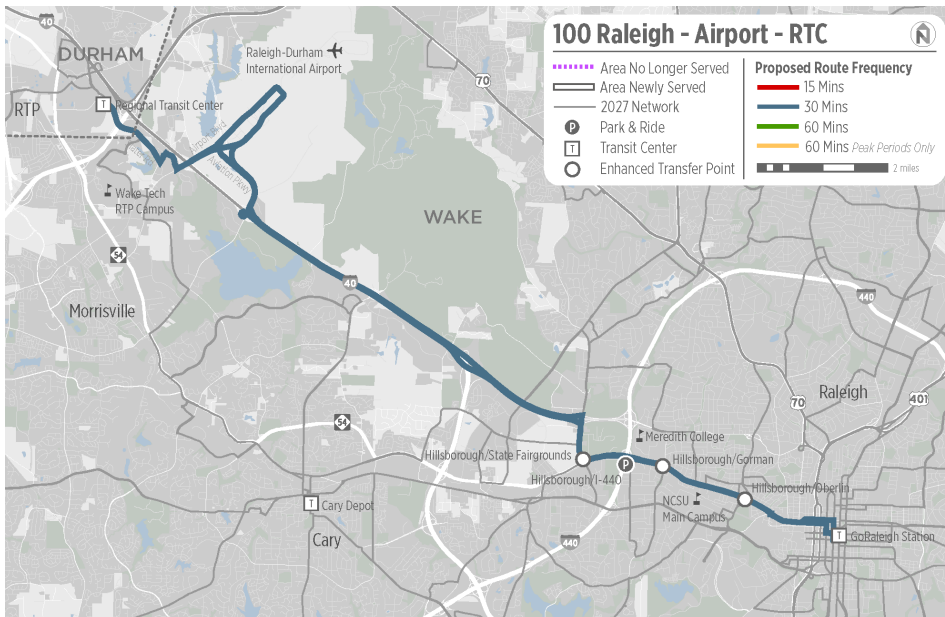 100 Raleigh - Airport - RTC
N
Area No Longer Served
Area Newly Served
2027 Network
P Park & Ride
T Transit Center
Enhanced Transfer Point
Proposed Route Frequency
15 Mins
30 Mins
60 Mins
60 Mins Peak Periods Only
2 miles
40
DURHAM
Raleigh-Durham
International Airport
70
RTP
T Regional Transit Center
Airport Blvd
Aviation Pkwy
Wake Tech
RTP Campus
WAKE
54
40
440
Morrisville
Raleigh
70
401
54
Meredith College
Hillsborough/State Fairgrounds
Hillsborough/Gorman
P
Hillsborough/I-440
Hillsborough/Oberlin
NCSU
Main Campus
T Cary Depot
T GoRaleigh Station
Cary
440